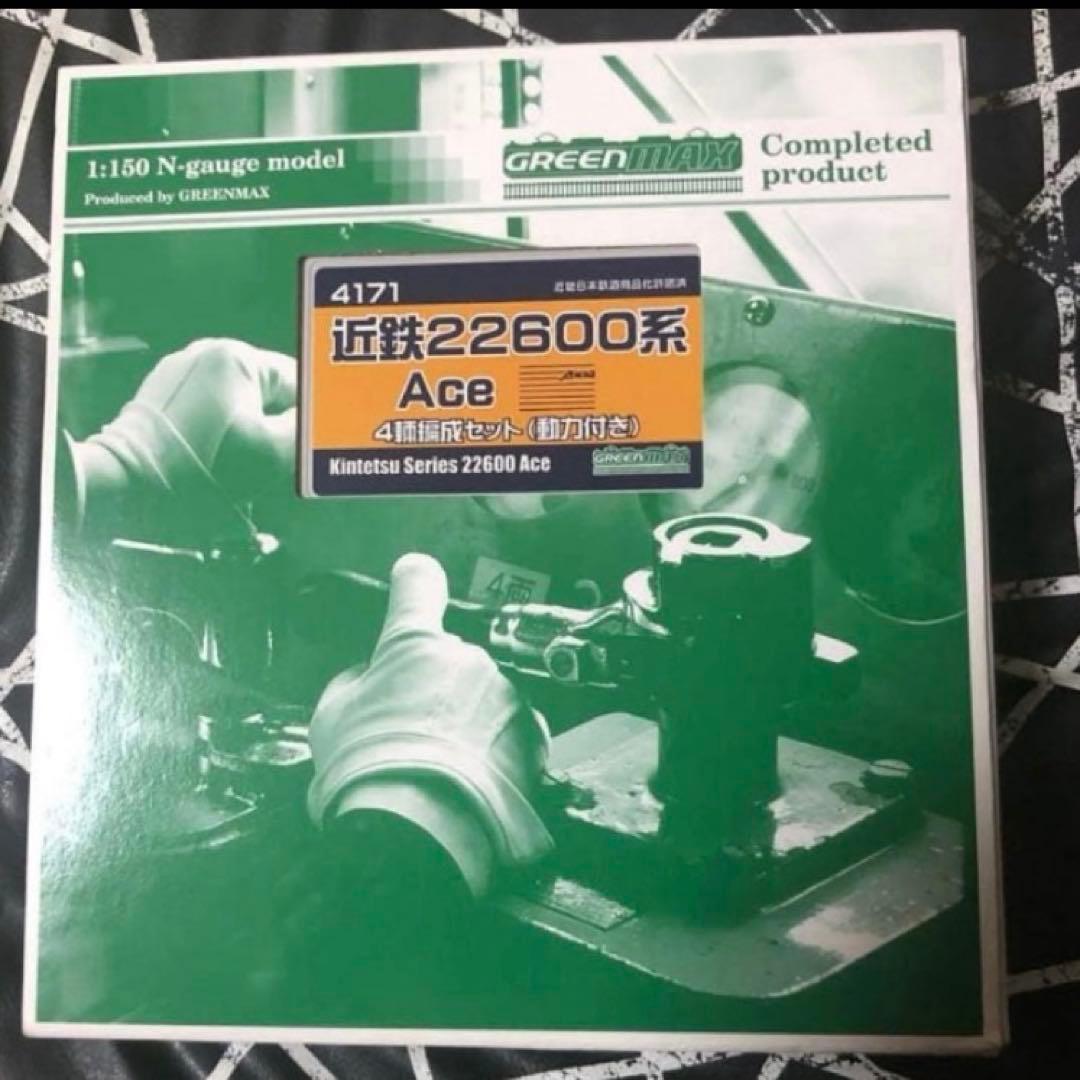 1:150 N-gauge model
Produced by GREENMAX
GREENMAX
Completed
product
4171
近畿日本鉄道商品化許諾済
近鉄22600系
Ace
4輌編成セット(動力付き)
Kintetsu Series 22600 Ace
GREENMAX
4両